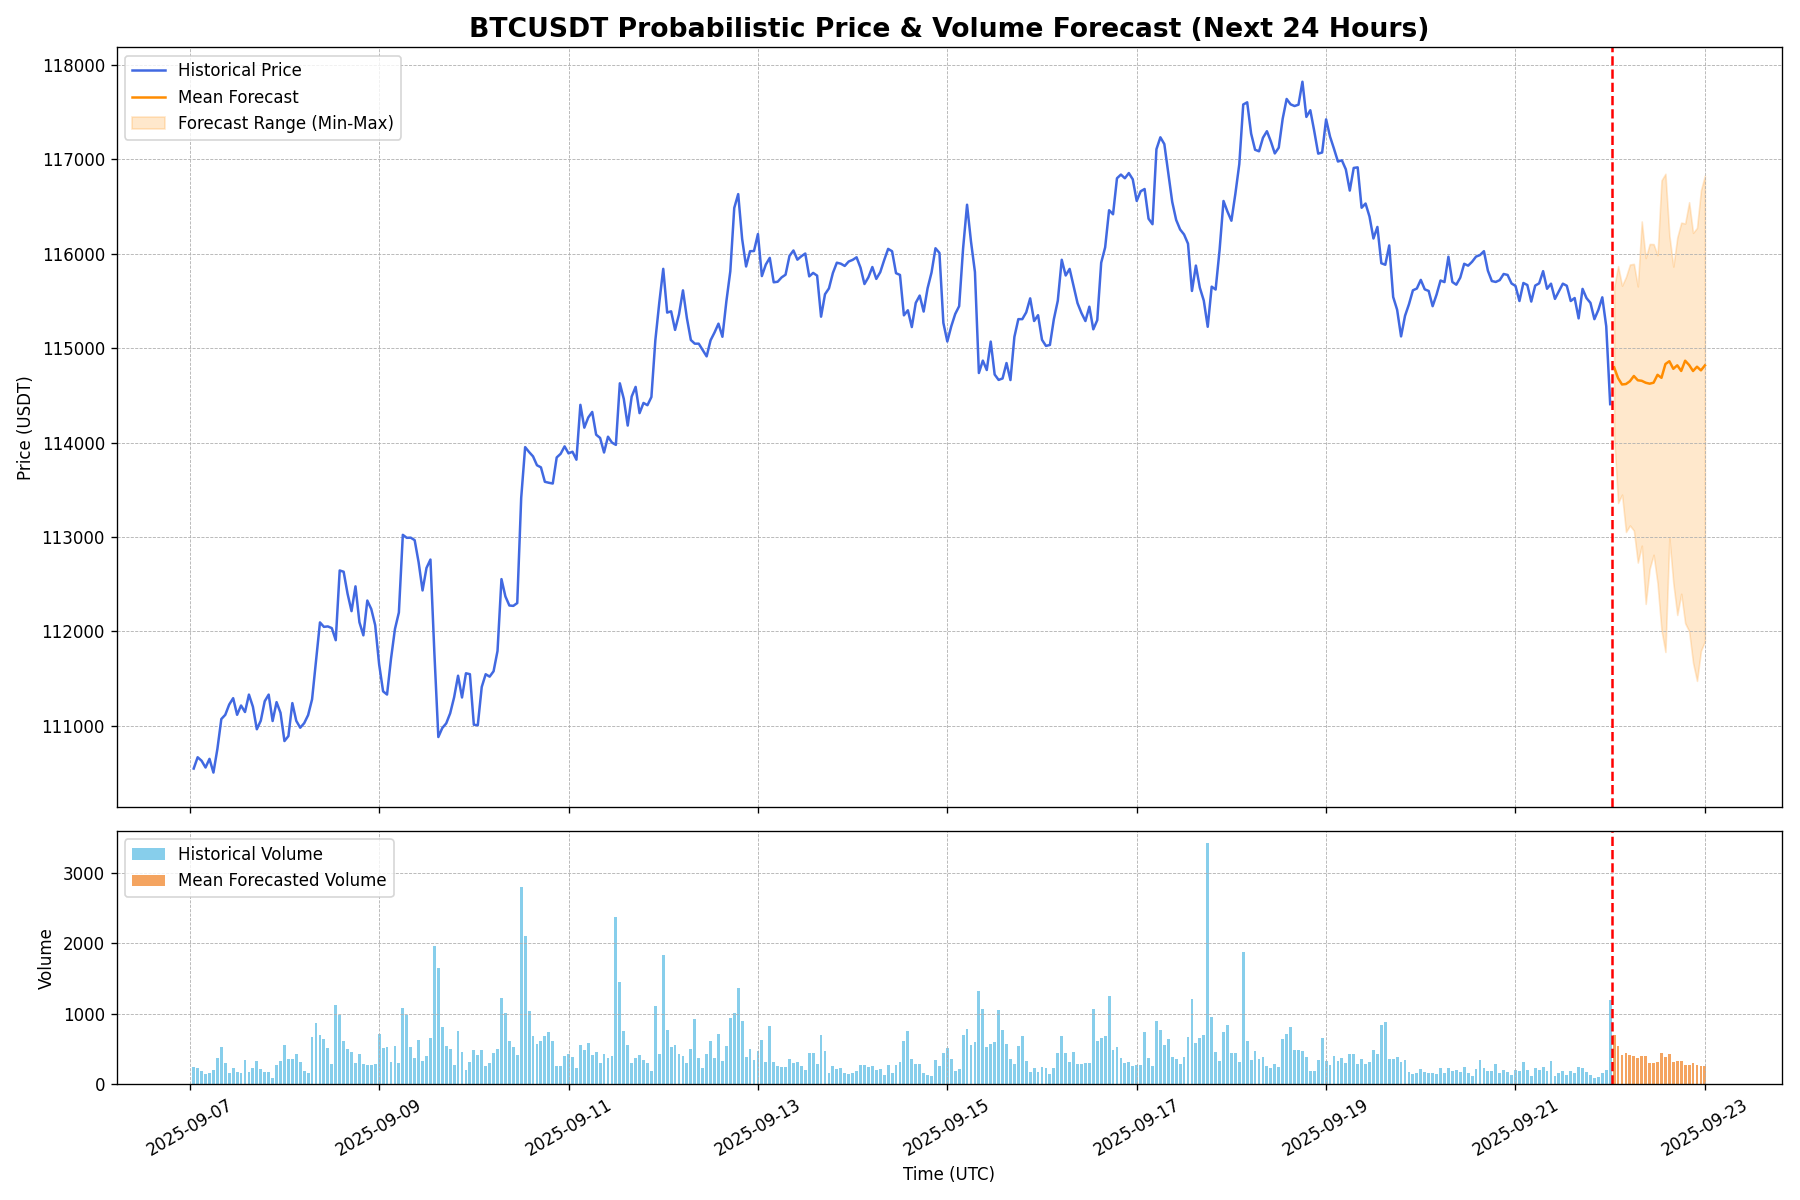 BTCUSDT Probabilistic Price & Volume Forecast (Next 24 Hours)
Historical Price
Mean Forecast
Forecast Range (Min-Max)
Price (USDT)
118000
117000
116000
115000
114000
113000
112000
111000
Historical Volume
Mean Forecasted Volume
Volume
3000
2000
1000
0
2025-09-07
2025-09-09
2025-09-11
2025-09-13
2025-09-15
2025-09-17
2025-09-19
2025-09-21
2025-09-23
Time (UTC)